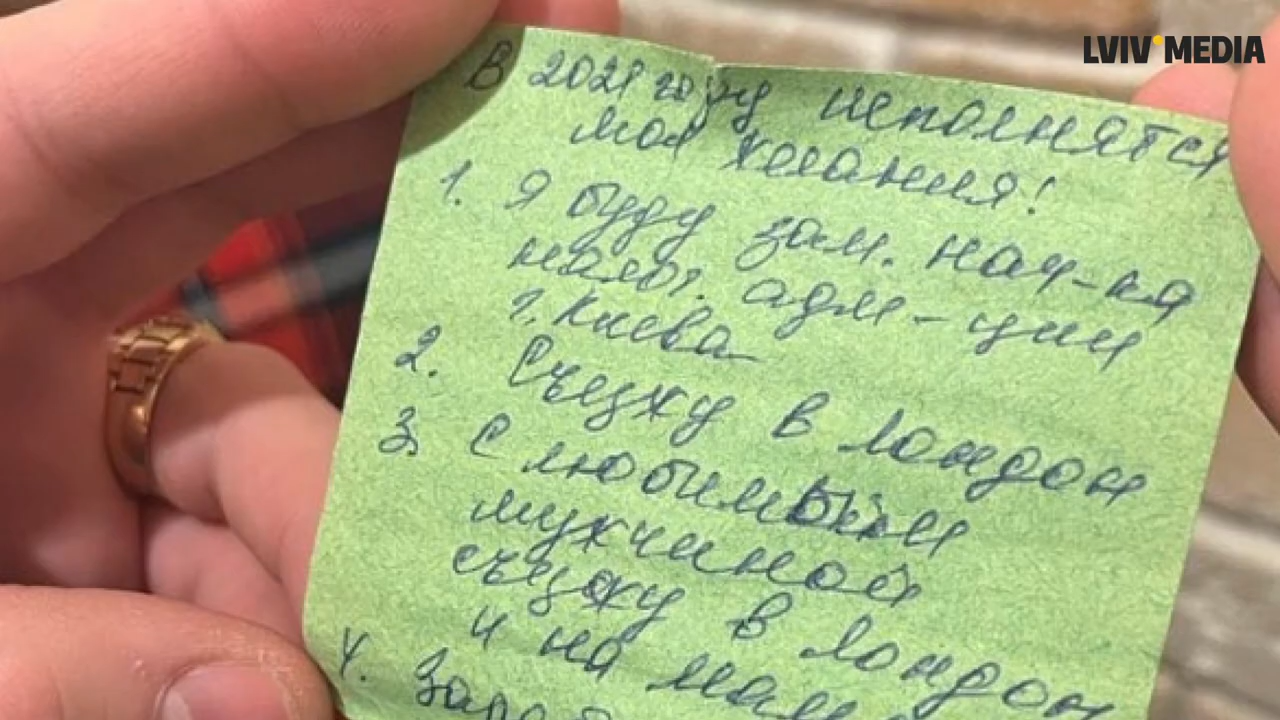 LVIV MEDIA
В 2021 году исполнятся
мои желания!
1. Я буду зам. нач-ка
налог. адм-ции
г. Киева
2. Съезжу в Лондон
3. С любимым
мужчиной
съезжу в Лондон
и на
4.